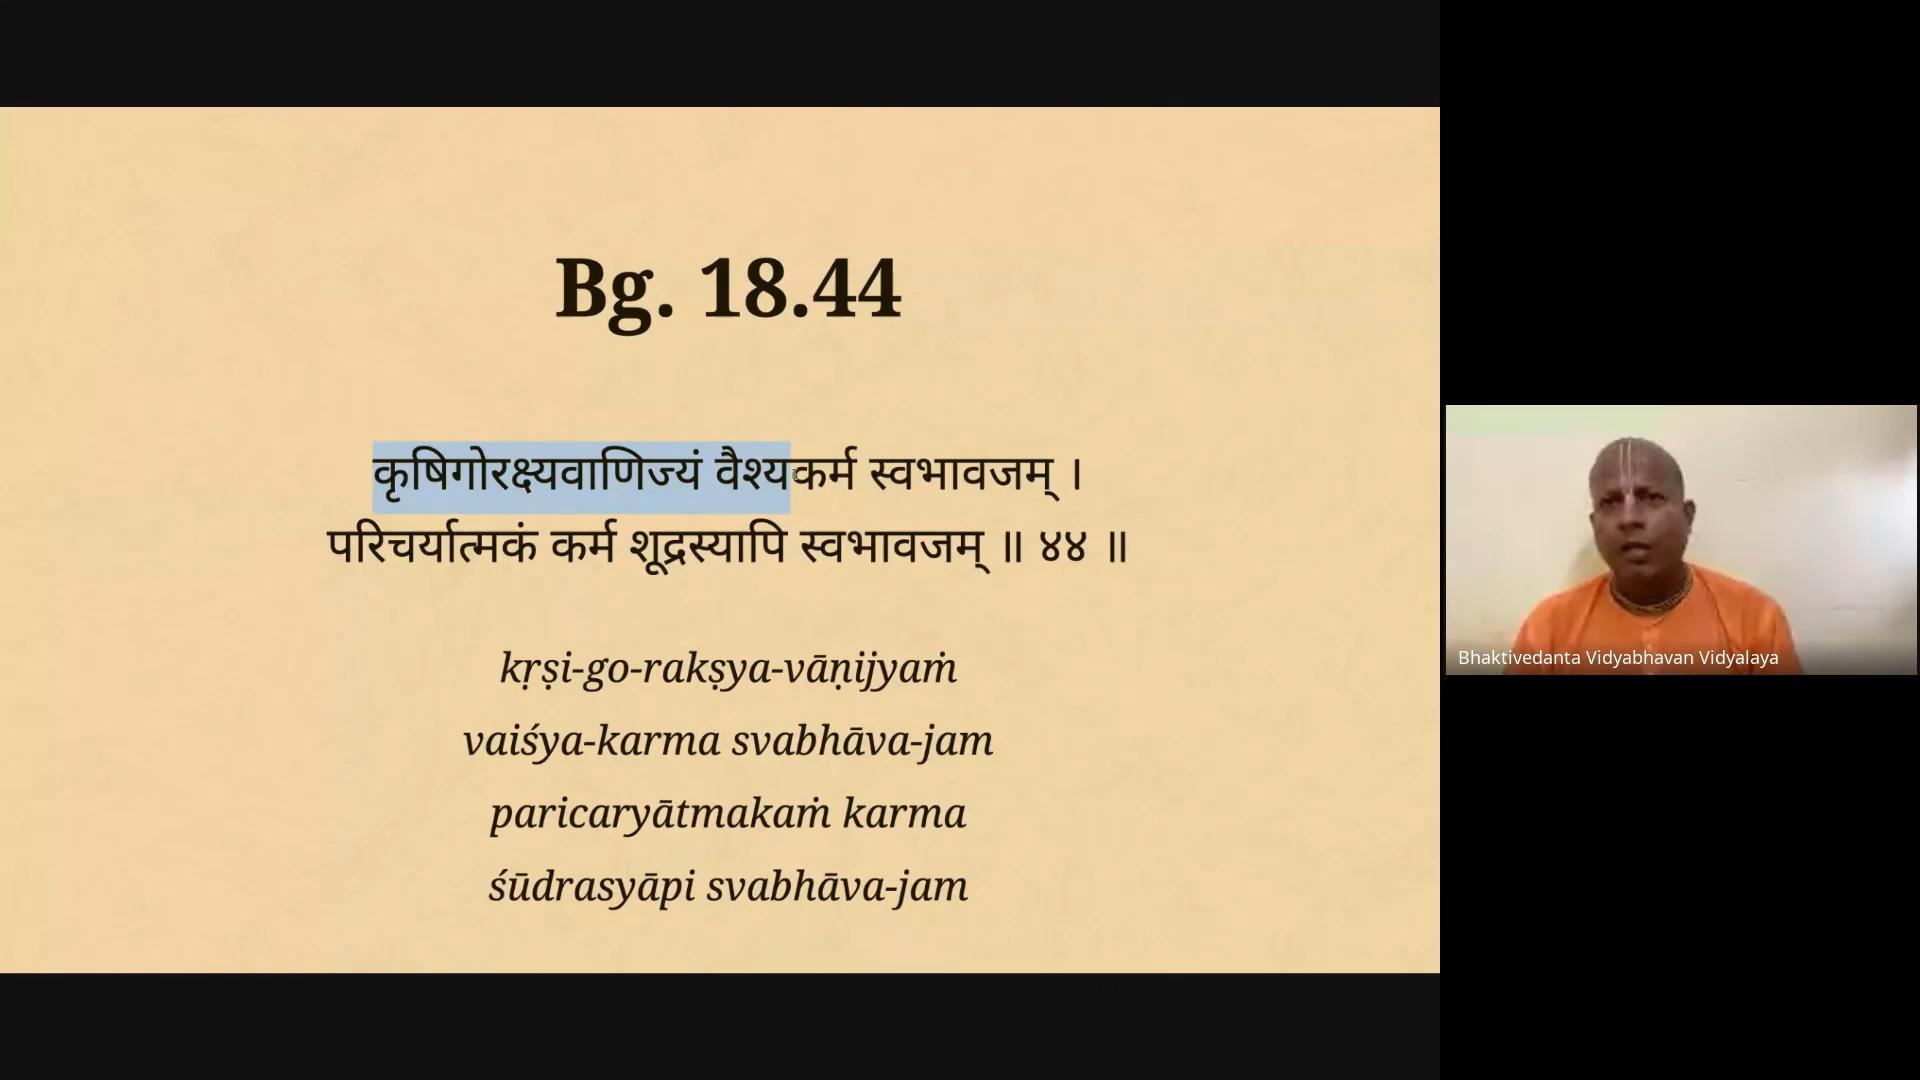 Bg. 18.44
कृषिगोरक्ष्यवाणिज्यं वैश्यकर्म स्वभावजम् ।
परिचर्यात्मकं कर्म शूद्रस्यापि स्वभावजम् ॥ ४४ ॥
kṛṣi-go-rakṣya-vāṇijyaṁ
vaiśya-karma svabhāva-jam
paricaryātmakaṁ karma
śūdrasyāpi svabhāva-jam
Bhaktivedanta Vidyabhavan Vidyalaya